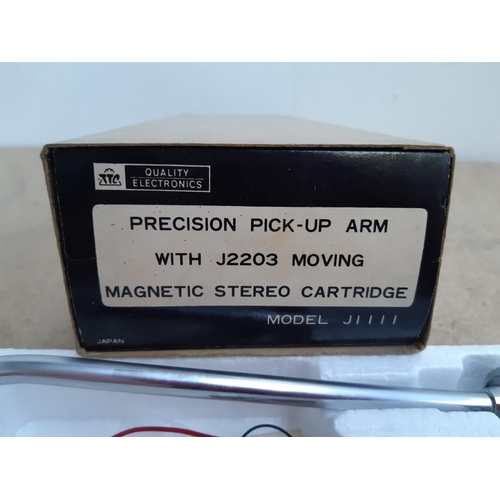 QUALITY
ELECTRONICS
PRECISION PICK-UP ARM
WITH J2203 MOVING
MAGNETIC STEREO CARTRIDGE
MODEL J1111
JAPAN